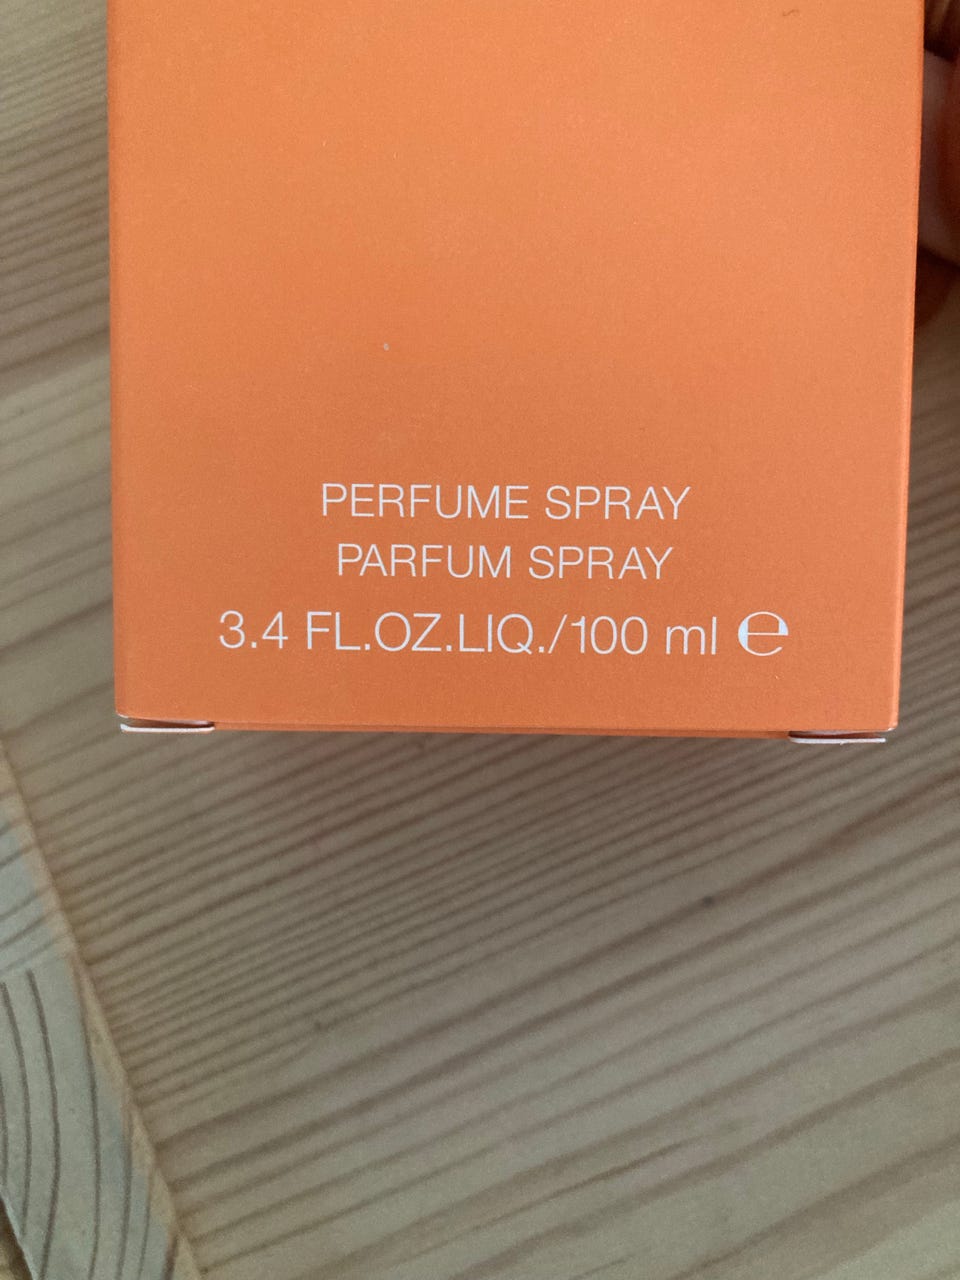 PERFUME SPRAY
PARFUM SPRAY
3.4 FL.OZ.LIQ./100 ml ℮